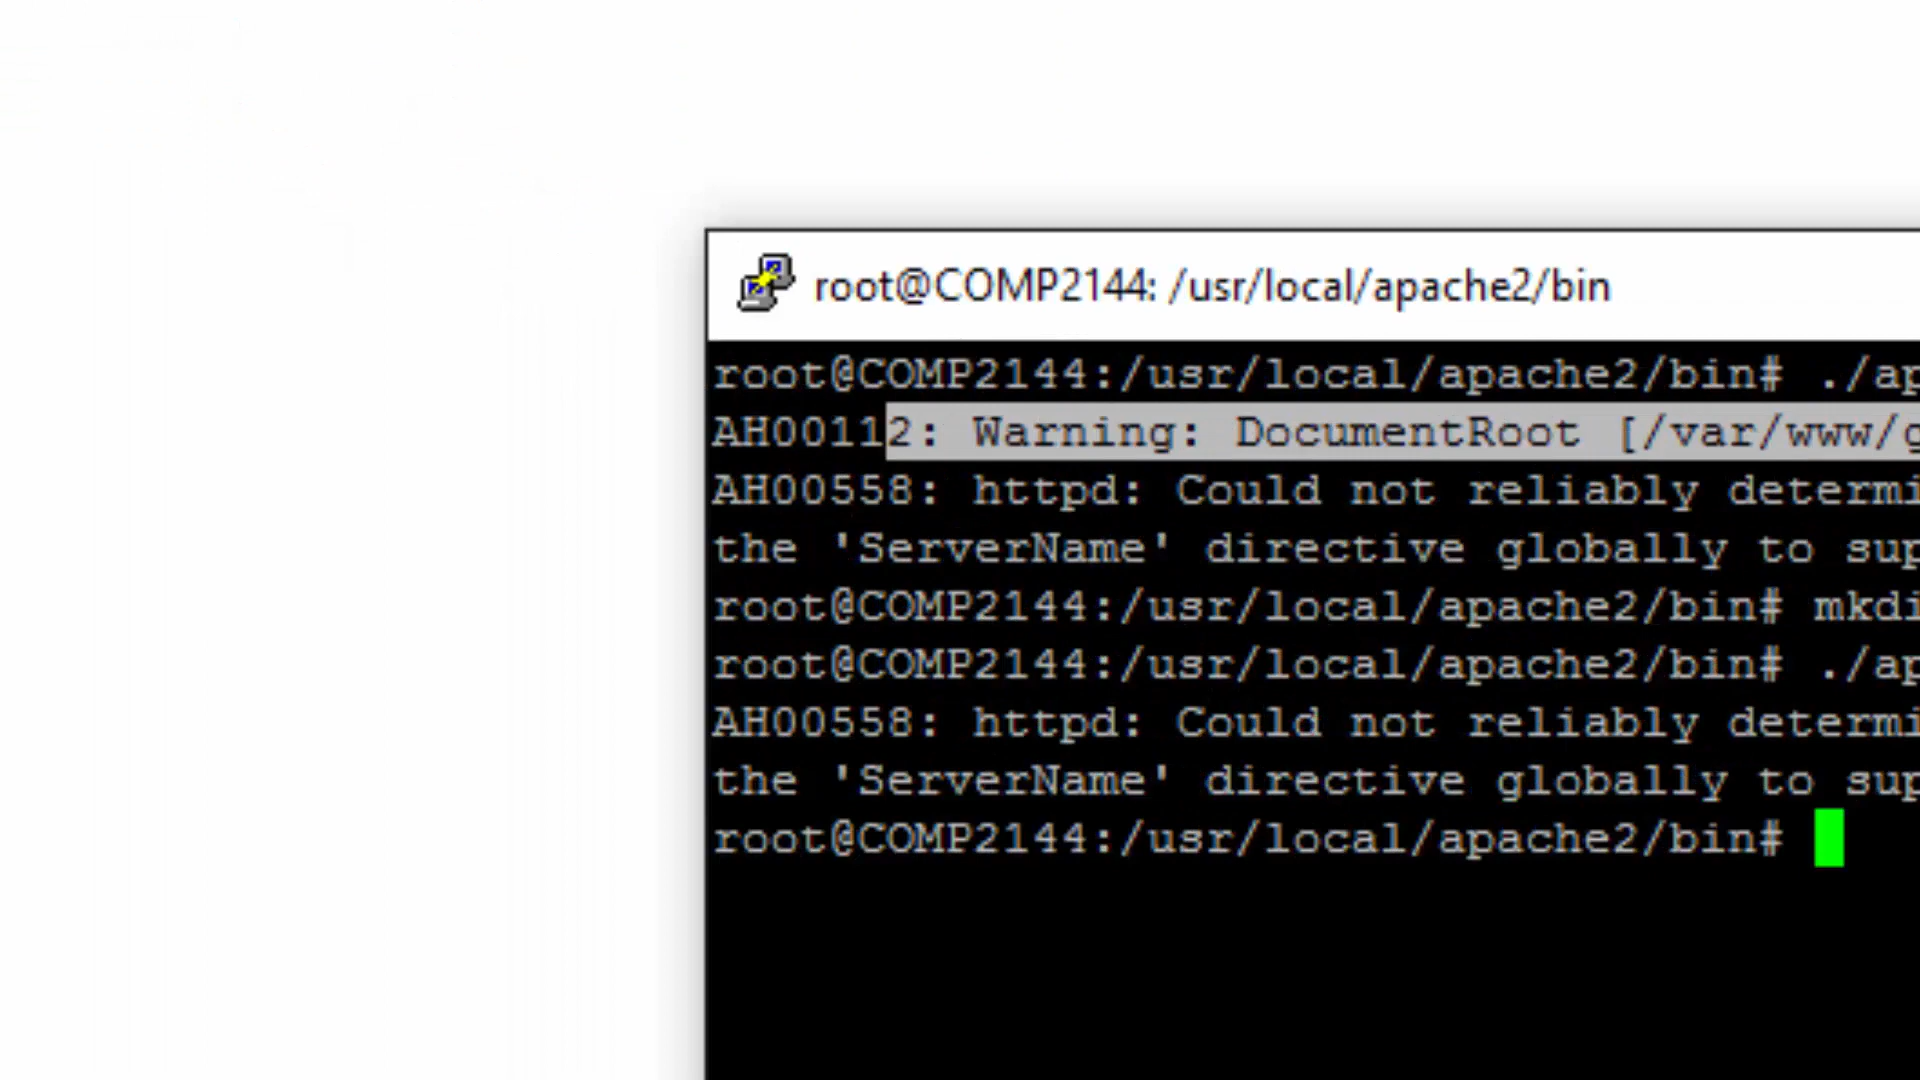 root@COMP2144: /usr/local/apache2/bin
root@COMP2144:/usr/local/apache2/bin# ./ap
AH00112: Warning: DocumentRoot [/var/www/g
AH00558: httpd: Could not reliably determi
the 'ServerName' directive globally to sup
root@COMP2144:/usr/local/apache2/bin# mkdi
root@COMP2144:/usr/local/apache2/bin# ./ap
AH00558: httpd: Could not reliably determi
the 'ServerName' directive globally to sup
root@COMP2144:/usr/local/apache2/bin#